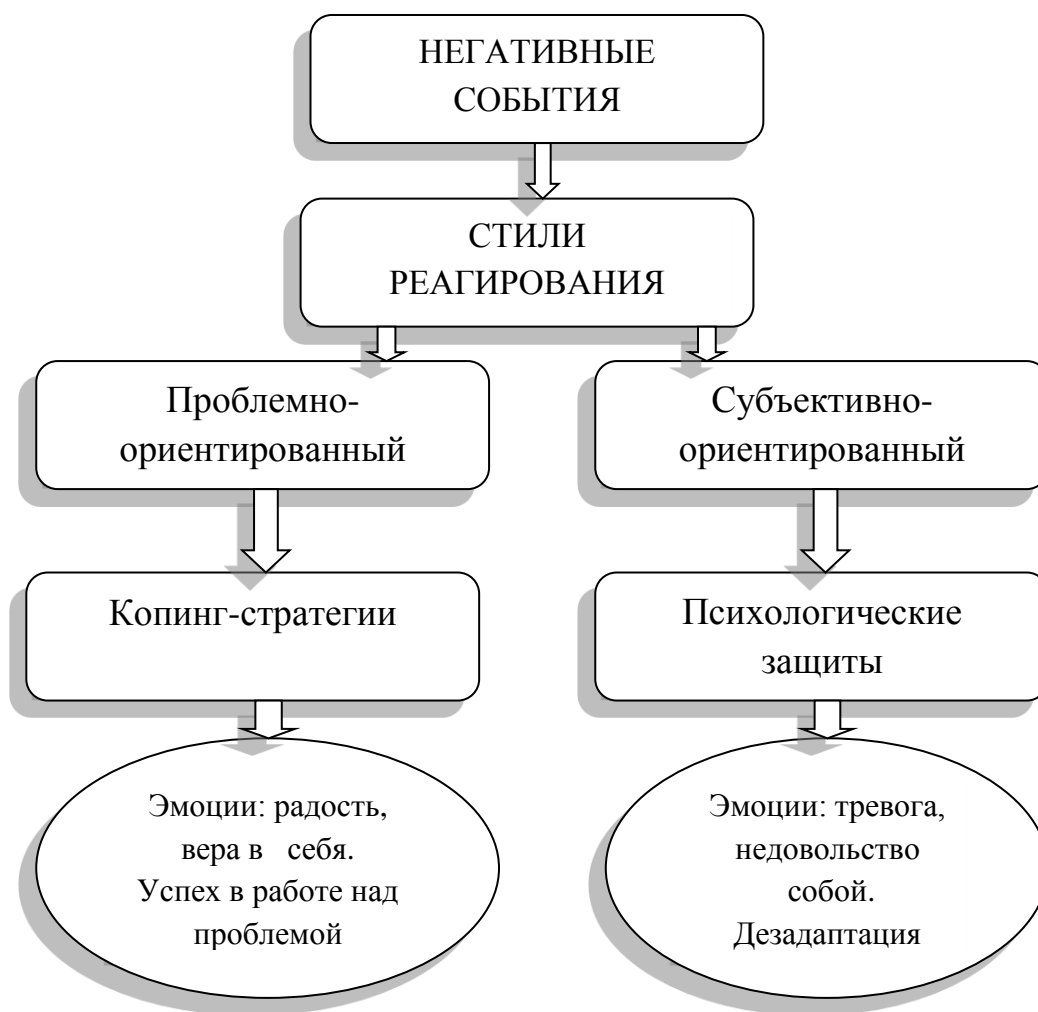 НЕГАТИВНЫЕ
СОБЫТИЯ
СТИЛИ
РЕАГИРОВАНИЯ
Проблемно-
ориентированный
Субъективно-
ориентированный
Копинг-стратегии
Психологические
защиты
Эмоции: радость,
вера в себя.
Успех в работе над
проблемой
Эмоции: тревога,
недовольство
собой.
Дезадаптация